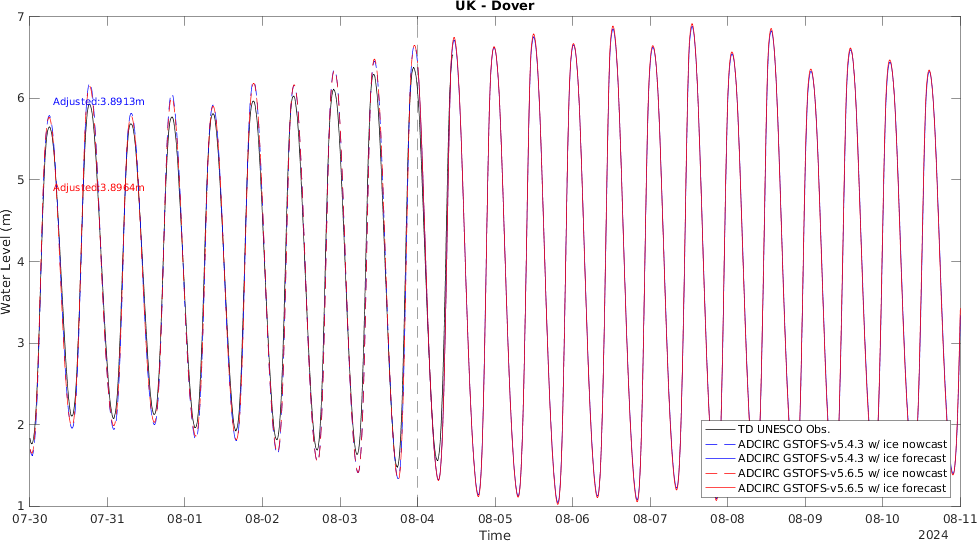 UK - Dover
7
6
5
4
3
2
1
Water Level (m)
Adjusted:3.8913m
Adjusted:3.8964m
TD UNESCO Obs.
ADCIRC GSTOFS-v5.4.3 w/ ice nowcast
ADCIRC GSTOFS-v5.4.3 w/ ice forecast
ADCIRC GSTOFS-v5.6.5 w/ ice nowcast
ADCIRC GSTOFS-v5.6.5 w/ ice forecast
07-30 07-31 08-01 08-02 08-03 08-04 08-05 08-06 08-07 08-08 08-09 08-10 08-11
Time
2024